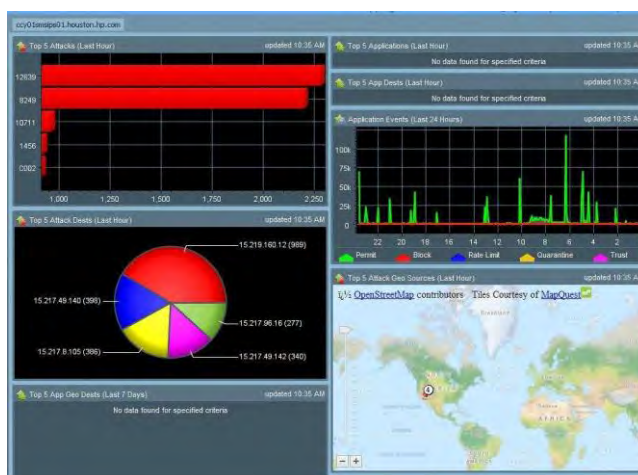 ccy01smsips01.houston.hp.com
Top 5 Attacks (Last Hour) updated 10:35 AM
12639
9249
10711
1456
C002
1,000 1,250 1,500 1,750 2,000 2,250
Top 5 Attack Dests (Last Hour) updated 10:35 AM
15.219.160.12 (989)
15.217.49.140 (398)
15.217.96.16 (277)
15.217.8.105 (386)
15.217.49.142 (340)
Top 5 App Geo Dests (Last 7 Days) updated 10:35 AM
No data found for specified criteria
Top 5 Applications (Last Hour) updated 10:35 A
No data found for specified criteria
Top 5 App Dests (Last Hour) updated 10:35 A
No data found for specified criteria
Application Events (Last 24 Hours) updated 10:35 A
100k
75k
50k
25k
0
22 20 18 16 14 12 10 8 6 4 2
Permit Block Rate Limit Quarantine Trust
Top 5 Attack Geo Sources (Last Hour) updated 10:35 A
ï¿½ OpenStreetMap contributors Tiles Courtesy of MapQuest
4
AFRICA